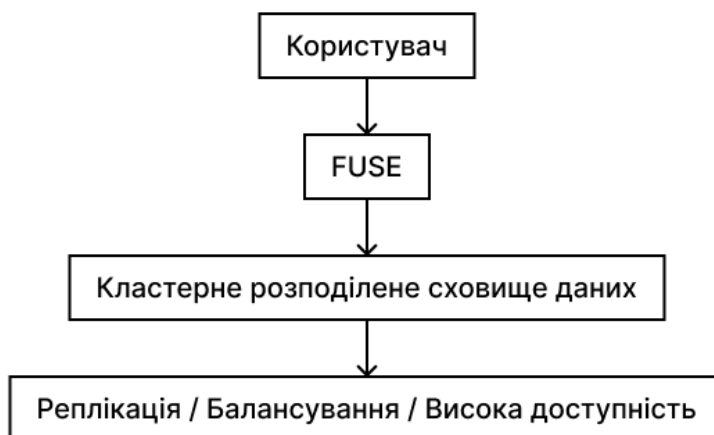 Користувач
FUSE
Кластерне розподілене сховище даних
Реплікація / Балансування / Висока доступність